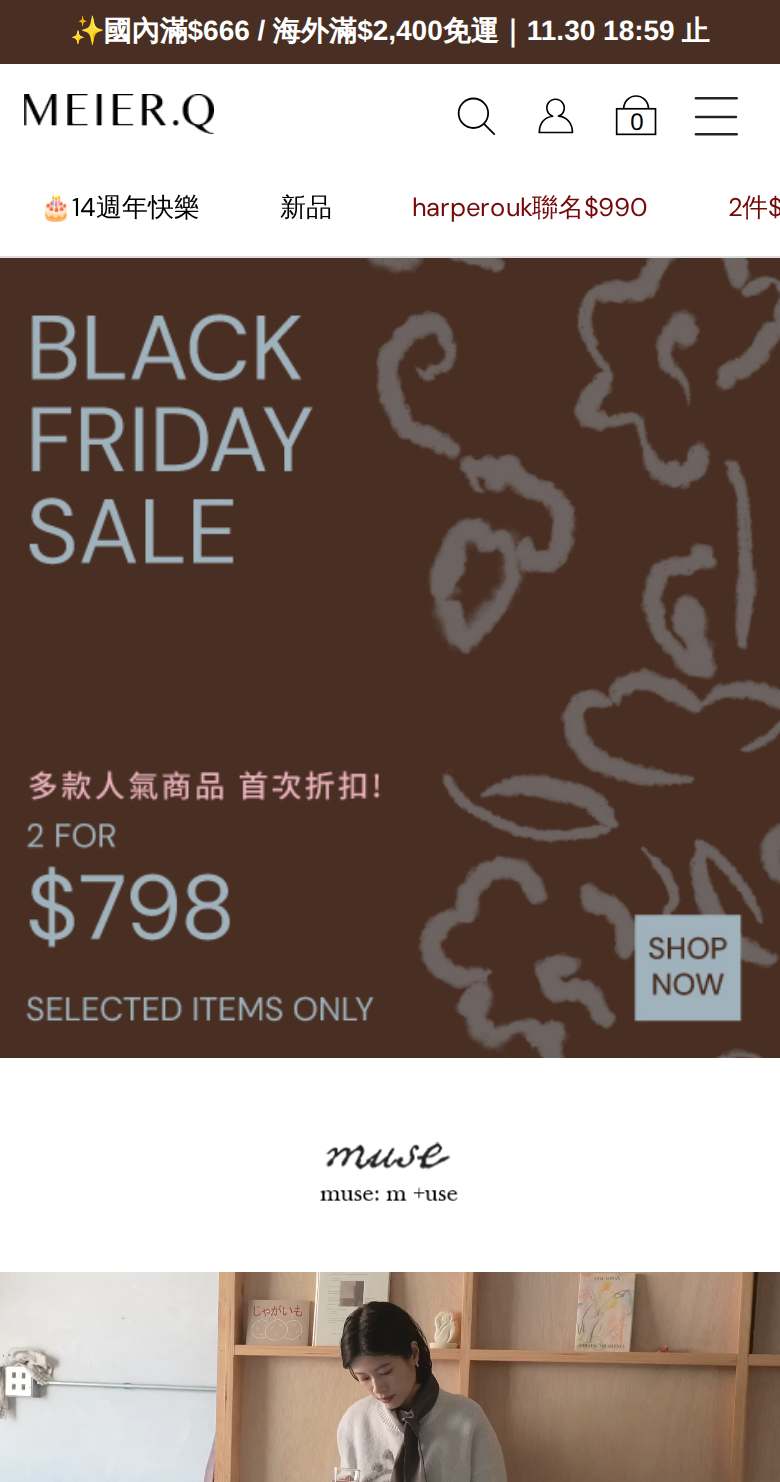 ✨國內滿$666 / 海外滿$2,400免運｜11.30 18:59 止
MEIER.Q
0
🎂14週年快樂 新品 harperouk聯名$990 2件$
BLACK
FRIDAY
SALE
多款人氣商品 首次折扣!
2 FOR
$798
SELECTED ITEMS ONLY
SHOP
NOW
muse
muse: m +use
じゃがいも